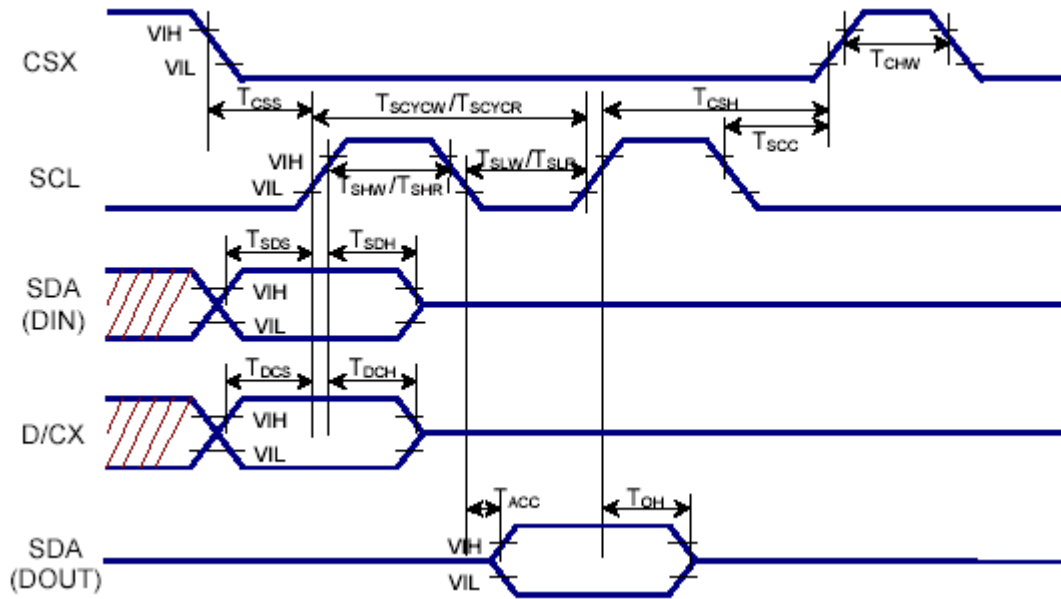 CSX
VIH
VIL
TCHW
TCSS
TSCYCW/TSCYCR
TCSH
TSCC
SCL
VIH
VIL
TSHW/TSHR
TSLW/TSLR
TSDS
TSDH
SDA
(DIN)
VIH
VIL
TDCS
TDCH
D/CX
VIH
VIL
TACC
TOH
SDA
(DOUT)
VIH
VIL